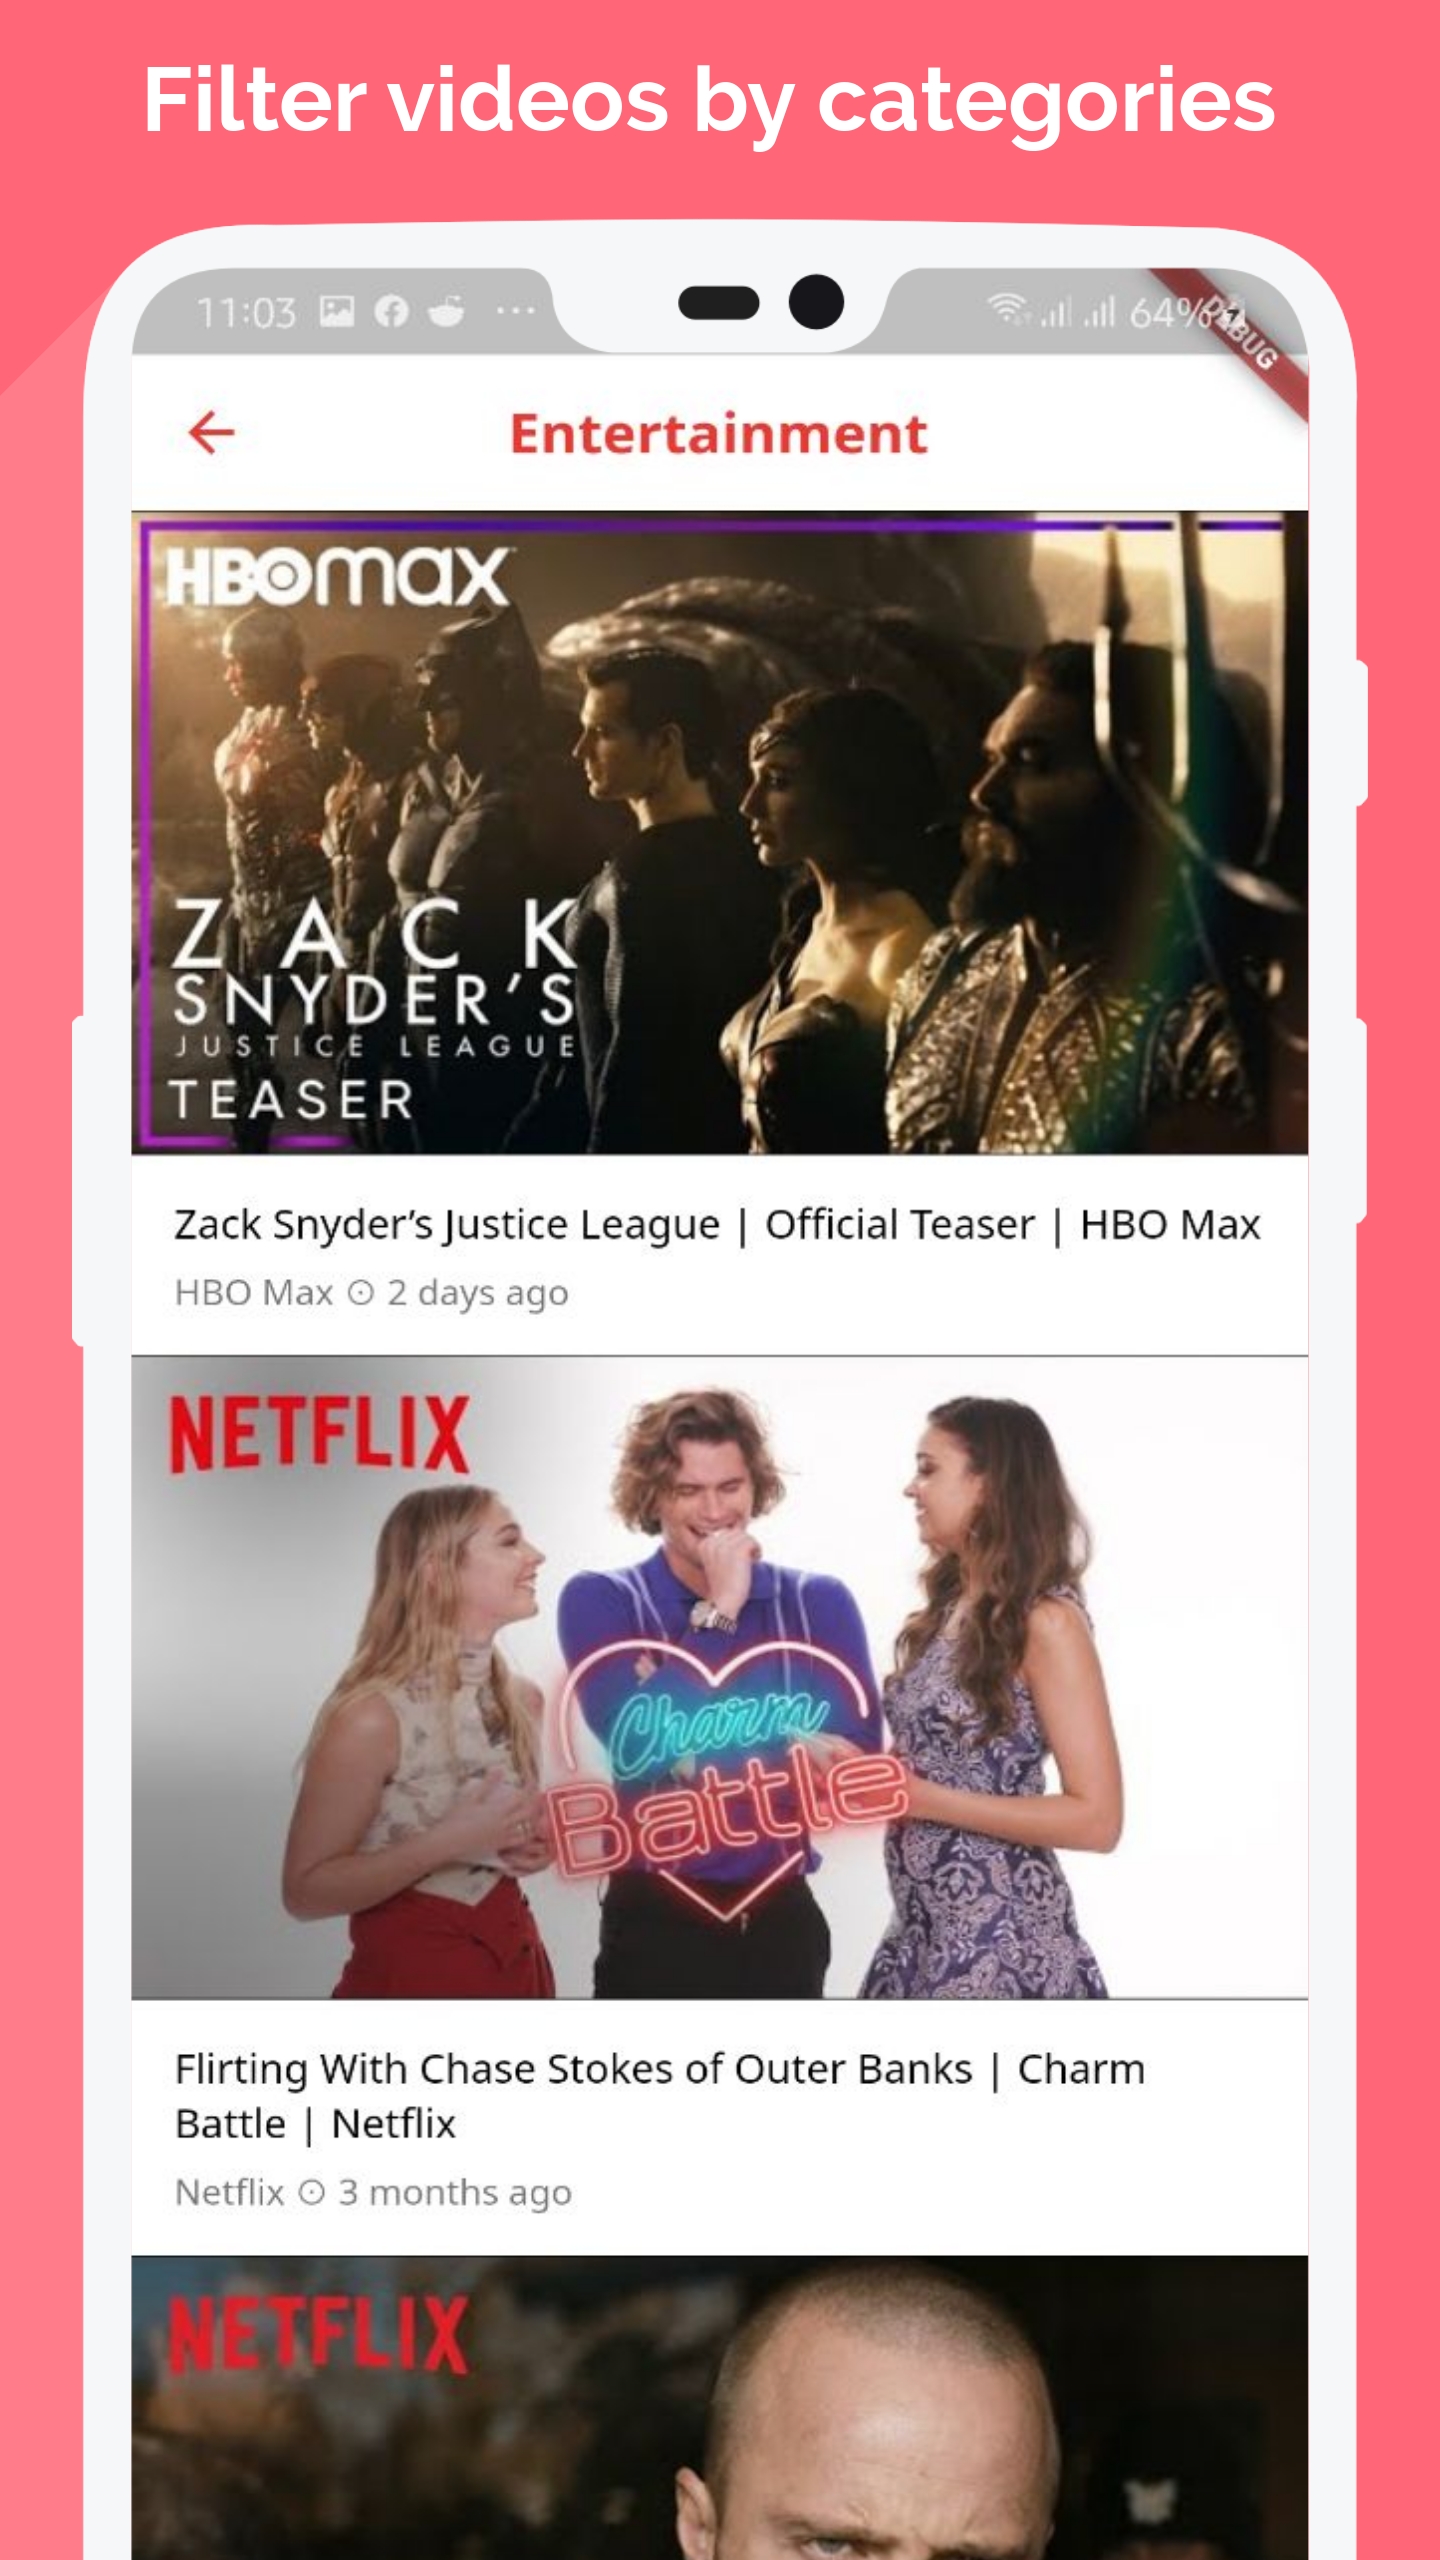 Filter videos by categories
11:03
64%
DEBUG
Entertainment
HBOmax
ZACK
SNYDER'S
JUSTICE LEAGUE
TEASER
Zack Snyder’s Justice League | Official Teaser | HBO Max
HBO Max ⊙ 2 days ago
NETFLIX
Charm
Battle
Flirting With Chase Stokes of Outer Banks | Charm
Battle | Netflix
Netflix ⊙ 3 months ago
NETFLIX